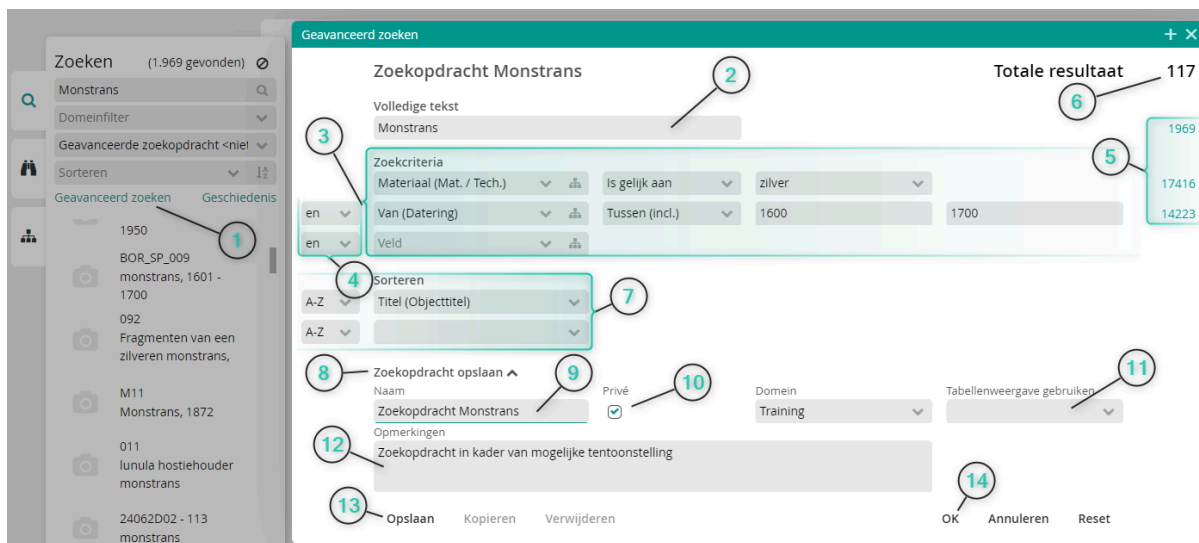 Zoeken (1.969 gevonden)
Monstrans
Domeinfilter
Geavanceerde zoekopdracht <niet
Sorteren
Geavanceerd zoeken Geschiedenis
1
1950
BOR_SP_009
monstrans, 1601 -
1700
092
Fragmenten van een
zilveren monstrans,
M11
Monstrans, 1872
011
lunula hostiehouder
monstrans
24062D02 - 113
monstrans
Geavanceerd zoeken
Zoekopdracht Monstrans
2
Totale resultaat 117
6
Volledige tekst
Monstrans
1969
3
5
Zoekcriteria
Materiaal (Mat. / Tech.) Is gelijk aan zilver 17416
en Van (Datering) Tussen (incl.) 1600 1700 14223
en Veld
4
Sorteren
7
A-Z Titel (Objecttitel)
A-Z
8 Zoekopdracht opslaan
9
10
11
Naam Privé Domein Tabellenweergave gebruiken
Zoekopdracht Monstrans Training
Opmerkingen
12
Zoekopdracht in kader van mogelijke tentoonstelling
13
14
Opslaan Kopieren Verwijderen OK Annuleren Reset